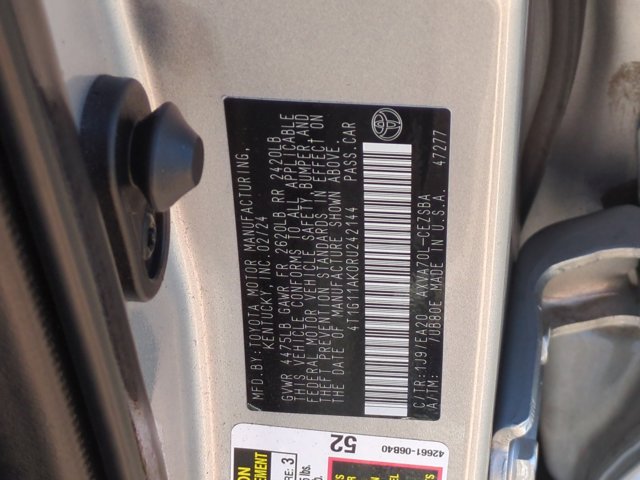 MFD.BY:TOYOTA MOTOR MANUFACTURING,
KENTUCKY, INC. 02/24
GVWR 4475LB GAWR FR 2620LB RR 2420LB
THIS VEHICLE CONFORMS TO ALL APPLICABLE
FEDERAL MOTOR VEHICLE SAFETY, BUMPER AND
THEFT PREVENTION STANDARDS IN EFFECT ON
THE DATE OF MANUFACTURE SHOWN ABOVE.
4T1G11AK0RU242144 PASS.CAR
C/TR:1J9/EA20 AXVA70L-CEZSBA
A/TM: /UB80E MADE IN U.S.A. 47277
52
42661-06B40